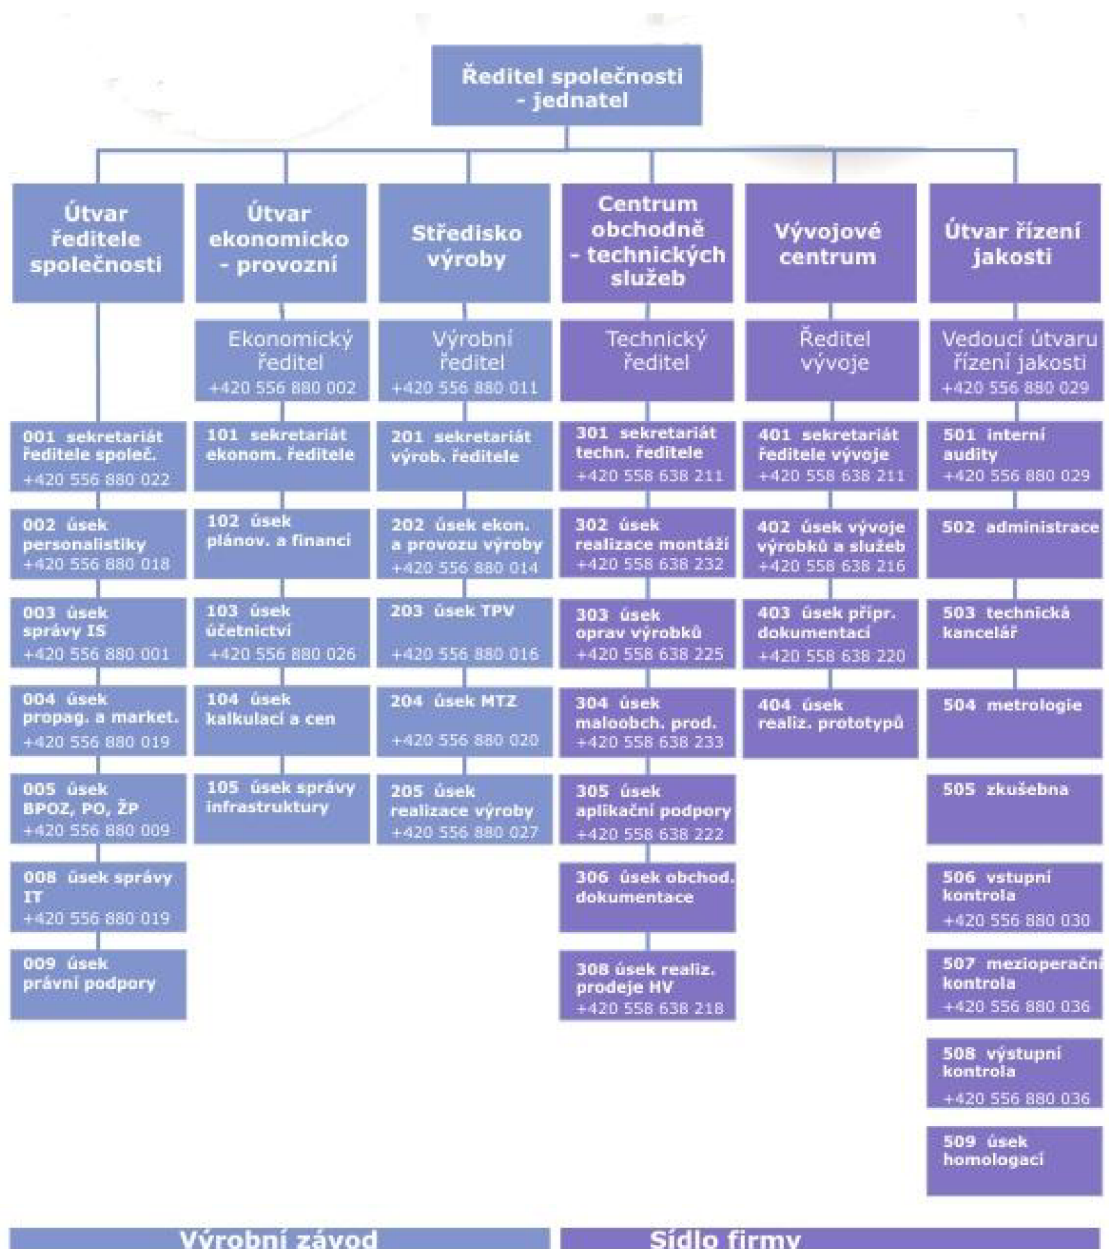 Ředitel společnosti
- jednatel
Útvar
ředitele
společnosti
Útvar
ekonomicko
- provozní
Středisko
výroby
Centrum
obchodně
- technických
služeb
Vývojové
centrum
Útvar řízení
jakosti
Ekonomický
ředitel
+420 556 880 002
Výrobní
ředitel
+420 556 880 011
Technický
ředitel
Ředitel
vývoje
Vedoucí útvaru
řízení jakosti
+420 556 880 029
001 sekretariát
ředitele společ.
+420 556 880 022
002 úsek
personalistiky
+420 556 880 018
003 úsek
správy IS
+420 556 880 001
004 úsek
propag. a market.
+420 556 880 019
005 úsek
BPOZ, PO, ŽP
+420 556 880 009
008 úsek správy
IT
+420 556 880 019
009 úsek
právní podpory
101 sekretariát
ekonom. ředitele
102 úsek
plánov. a financí
103 úsek
účetnictví
+420 556 880 026
104 úsek
kalkulací a cen
105 úsek správy
infrastruktury
201 sekretariát
výrob. ředitele
202 úsek ekon.
a provozu výroby
+420 556 880 014
203 úsek TPV
+420 556 880 016
204 úsek MTZ
+420 556 880 020
205 úsek
realizace výroby
+420 556 880 027
301 sekretariát
techn. ředitele
+420 558 638 211
302 úsek
realizace montáží
+420 558 638 232
303 úsek
oprav výrobků
+420 558 638 225
304 úsek
maloobch. prod.
+420 558 638 233
305 úsek
aplikační podpory
+420 558 638 222
306 úsek obchod.
dokumentace
308 úsek realiz.
prodeje HV
+420 558 638 218
401 sekretariát
ředitele vývoje
+420 558 638 211
402 úsek vývoje
výrobků a služeb
+420 558 638 216
403 úsek přípr.
dokumentací
+420 558 638 220
404 úsek
realiz. prototypů
501 interní
audity
+420 556 880 029
502 administrace
503 technická
kancelář
504 metrologie
505 zkušebna
506 vstupní
kontrola
+420 556 880 030
507 mezioperační
kontrola
+420 556 880 036
508 výstupní
kontrola
+420 556 880 036
509 úsek
homologací
Výrobní závod
Sídlo firmy